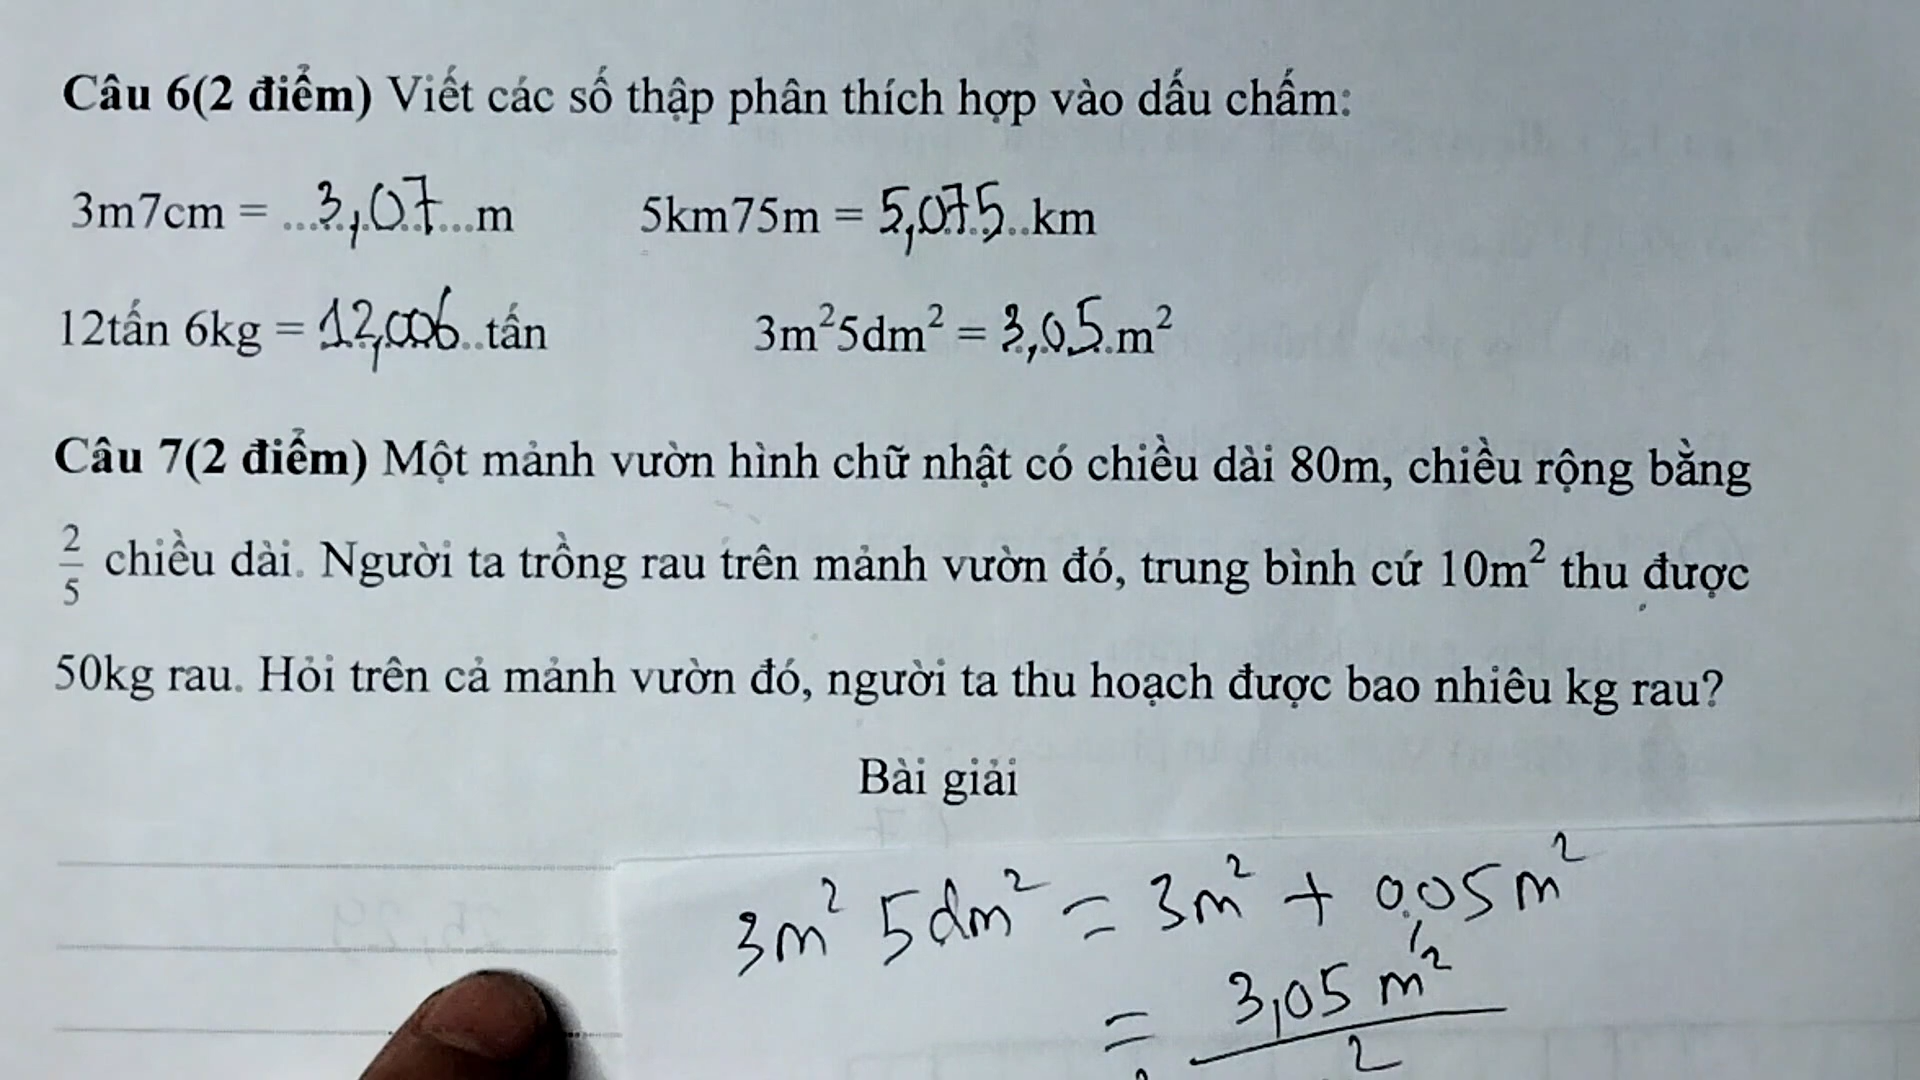 Câu 6(2 điểm) Viết các số thập phân thích hợp vào dấu chấm:
3m7cm = ...3,07...m 5km75m = 5,075..km
12tấn 6kg = 12,006..tấn 3m²5dm² = 3,05.m²
Câu 7(2 điểm) Một mảnh vườn hình chữ nhật có chiều dài 80m, chiều rộng bằng
2/5 chiều dài. Người ta trồng rau trên mảnh vườn đó, trung bình cứ 10m² thu được
50kg rau. Hỏi trên cả mảnh vườn đó, người ta thu hoạch được bao nhiêu kg rau?
Bài giải
3m² 5dm² = 3m² + 0,05m²
= 3,05 m²
2